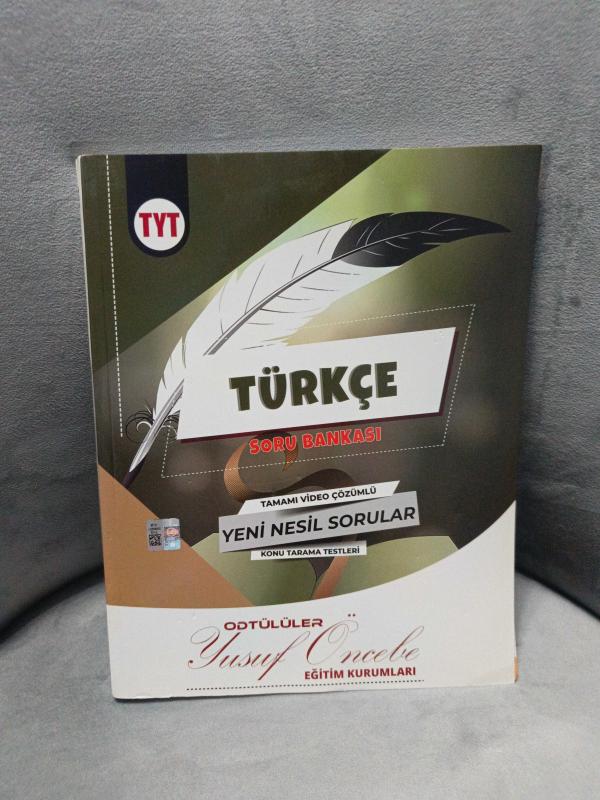 TYT
TÜRKÇE
SORU BANKASI
TAMAMI VİDEO ÇÖZÜMLÜ
YENİ NESİL SORULAR
KONU TARAMA TESTLERİ
ODTÜLÜLER
Yusuf Öncebe
EĞİTİM KURUMLARI